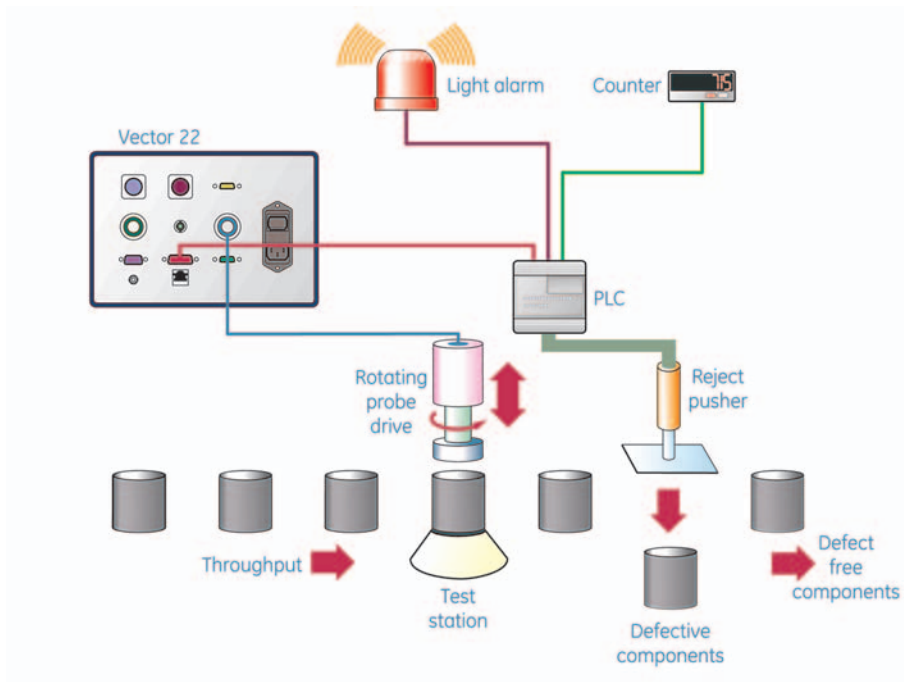 Light alarm
Counter
715
Vector 22
PLC
Rotating
probe
drive
Reject
pusher
Throughput
Test
station
Defect
free
components
Defective
components